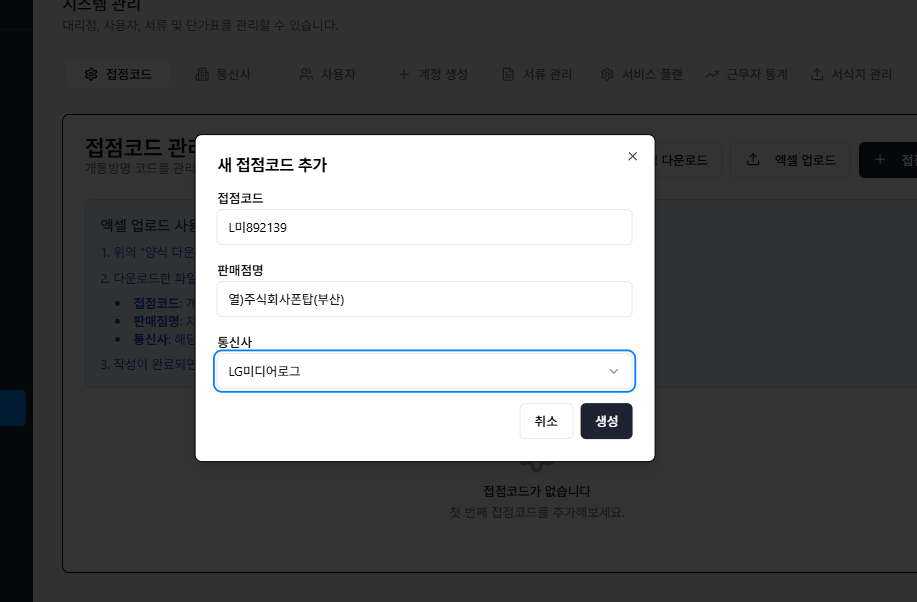 시스템 관리
대리점, 사용자, 서류 및 단가표를 관리할 수 있습니다.
접점코드
통신사
사용자
계정 생성
서류 관리
서비스 플랜
근무자 통계
서식지 관리
접점코드 관리
개통방명 코드를 관리
다운로드
엑셀 업로드
접점
새 접점코드 추가
접점코드
L미892139
판매점명
열)주식회사폰탑(부산)
통신사
LG미디어로그
취소
생성
엑셀 업로드 사용
1. 위의 "양식 다운
2. 다운로드한 파일
접점코드: 개
판매점명: 지
통신사: 해당
3. 작성이 완료되면
접점코드가 없습니다
첫 번째 접점코드를 추가해보세요.